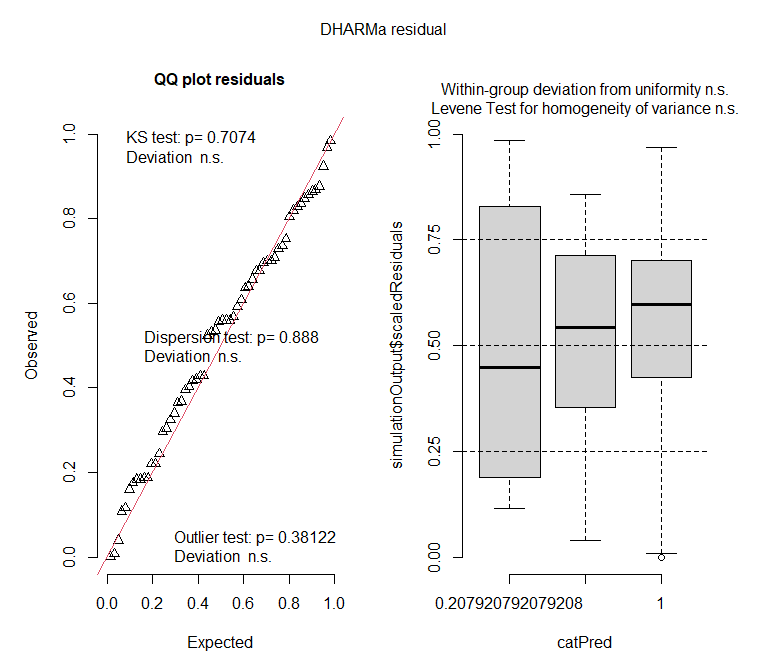 DHARMa residual
QQ plot residuals
KS test: p= 0.7074
Deviation n.s.
Dispersion test: p= 0.888
Deviation n.s.
Outlier test: p= 0.38122
Deviation n.s.
Observed
0.0 0.2 0.4 0.6 0.8 1.0
0.0 0.2 0.4 0.6 0.8 1.0
Expected
Within-group deviation from uniformity n.s.
Levene Test for homogeneity of variance n.s.
simulationOutput$scaledResiduals
0.00 0.25 0.50 0.75 1.00
0.207920792079208 1
catPred